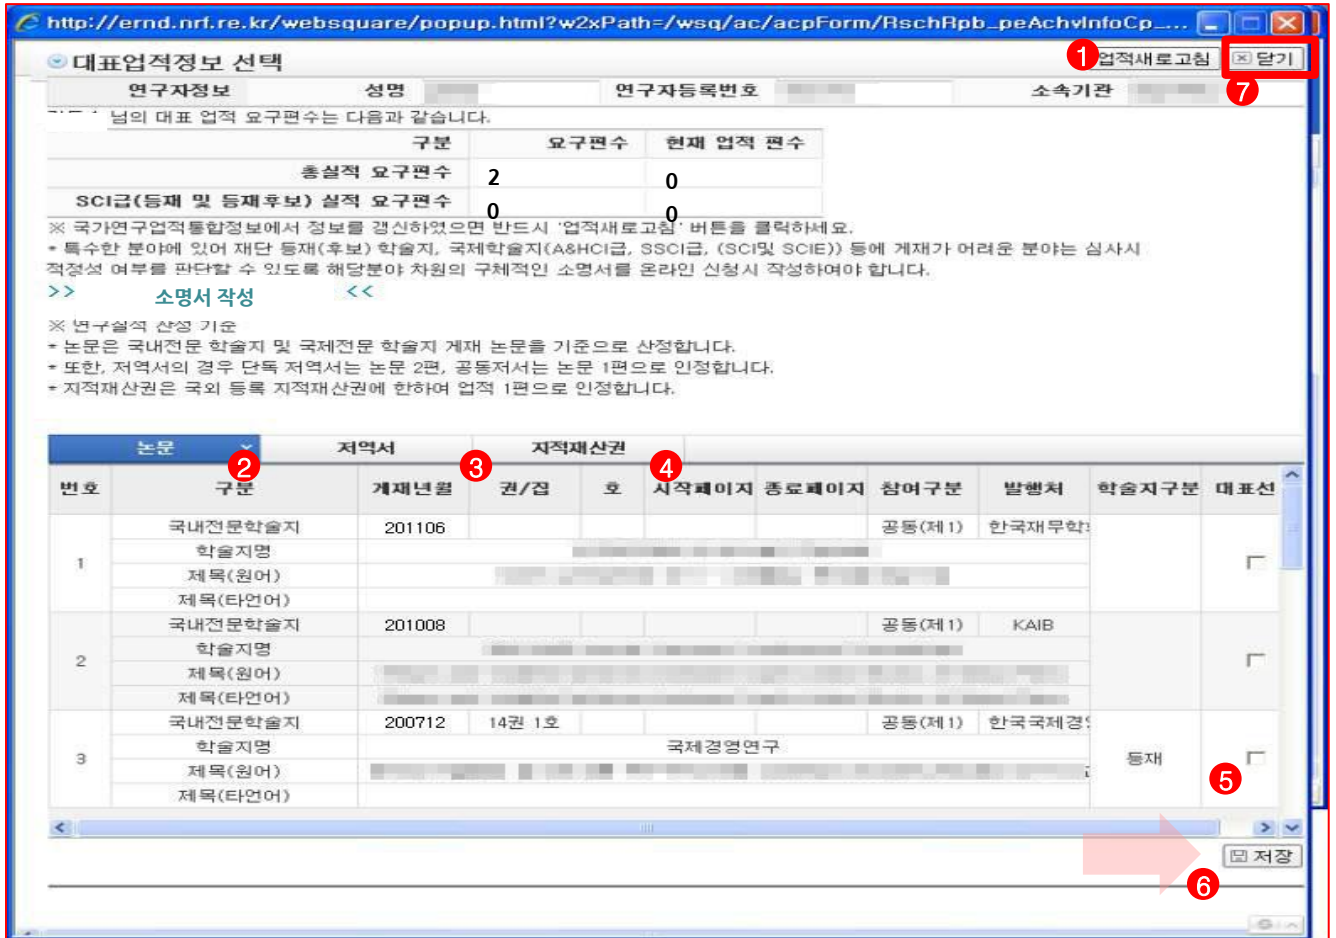 http://ernd.nrf.re.kr/websquare/popup.html?w2xPath=/wsq/ac/acpForm/RschRpb_peAchvInfoCp_....
대표업적정보 선택
1 업적새로고침 닫기
7
연구자정보 성명 연구자등록번호 소속기관
님의 대표 업적 요구편수는 다음과 같습니다.
구분 요구편수 현재 업적 편수
총실적 요구편수 2 0
SCI급(등재 및 등재후보) 실적 요구편수 0 0
※ 국가연구업적통합정보에서 정보를 갱신하였으면 반드시 '업적새로고침' 버튼을 클릭하세요.
* 특수한 분야에 있어 재단 등재(후보) 학술지, 국제학술지(A&HCI급, SSCI급, (SCI및 SCIE)) 등에 게재가 어려운 분야는 심사시
적정성 여부를 판단할 수 있도록 해당분야 차원의 구체적인 소명서를 온라인 신청시 작성하여야 합니다.
>> 소명서 작성 <<
※ 연구실적 산정 기준
* 논문은 국내전문 학술지 및 국제전문 학술지 게재 논문을 기준으로 산정합니다.
* 또한, 저역서의 경우 단독 저역서는 논문 2편, 공동저서는 논문 1편으로 인정합니다.
* 지적재산권은 국외 등록 지적재산권에 한하여 업적 1편으로 인정합니다.
논문 저역서 지적재산권
2 3 4
번호 구분 게재년월 권/집 호 시작페이지 종료페이지 참여구분 발행처 학술지구분 대표선
1 국내전문학술지 201106 공동(제1) 한국재무학
학술지명
제목(원어)
제목(타언어)
2 국내전문학술지 201008 공동(제1) KAIB
학술지명
제목(원어)
제목(타언어)
3 국내전문학술지 200712 14권 1호 공동(제1) 한국국제경 등재
학술지명 국제경영연구
제목(원어)
제목(타언어)
5
저장
6